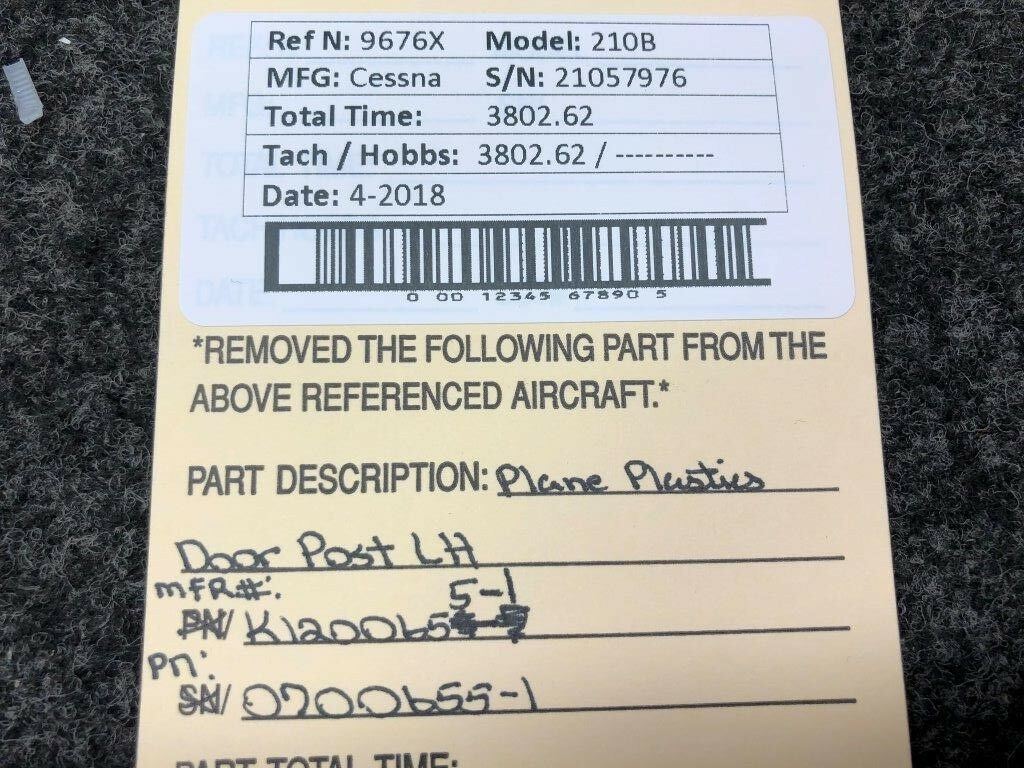 Ref N: 9676X Model: 210B
MFG: Cessna S/N: 21057976
Total Time: 3802.62
Tach / Hobbs: 3802.62 / ----------
Date: 4-2018
0 00 12345 67890 5
*REMOVED THE FOLLOWING PART FROM THE
ABOVE REFERENCED AIRCRAFT.*
PART DESCRIPTION: Plane Plastics
Door Post LH
MFR#:
5-1
PN/ K1200655
PN:
SN/ 0700655-1
PART TOTAL TIME: